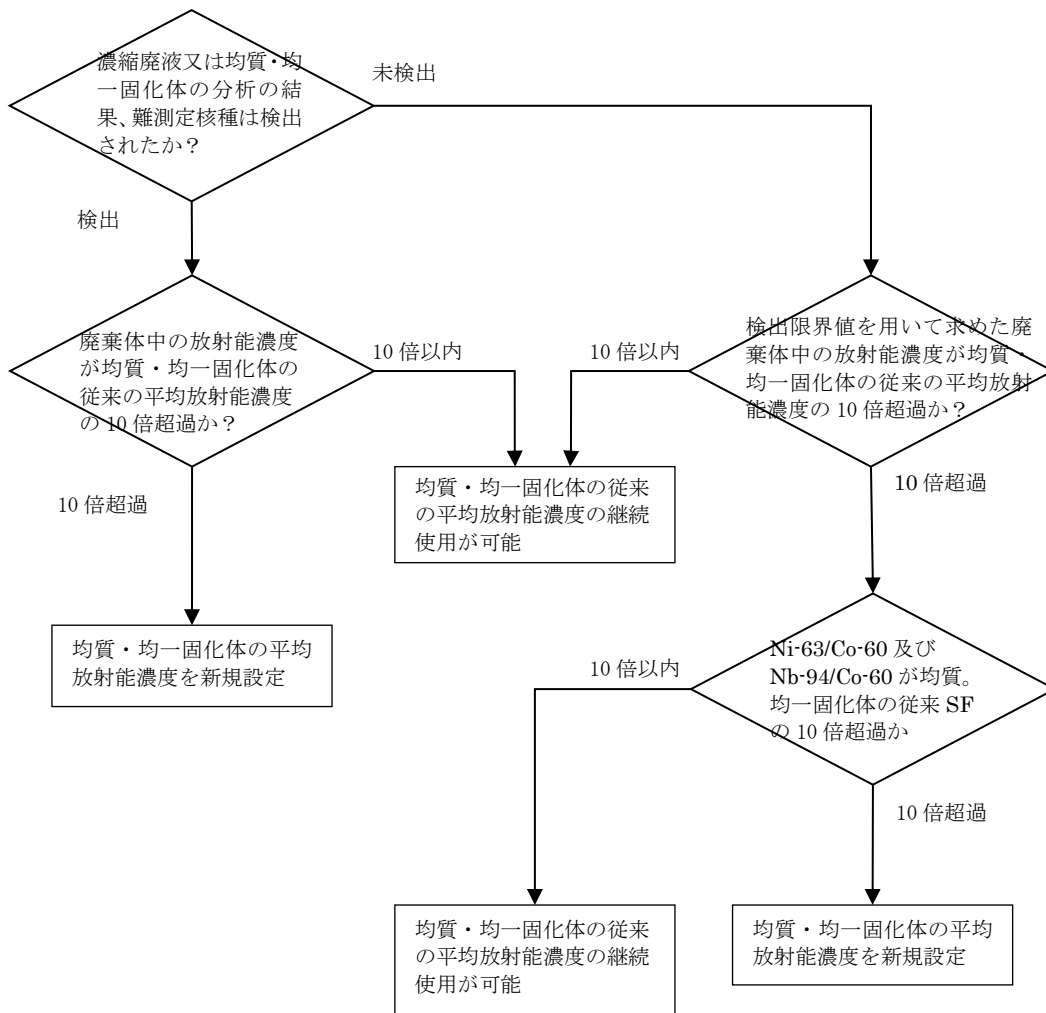 濃縮廃液又は均質・均
一固化体の分析の結
果、難測定核種は検出
されたか?
未検出
検出
廃棄体中の放射能濃度
が均質・均一固化体の
従来の平均放射能濃度
の 10 倍超過か?
10 倍以内
10 倍以内
検出限界値を用いて求めた廃
棄体中の放射能濃度が均質・
均一固化体の従来の平均放射
能濃度の 10 倍超過か?
10 倍超過
均質・均一固化体の従来
の平均放射能濃度の継続
使用が可能
10 倍超過
均質・均一固化体の平均
放射能濃度を新規設定
10 倍以内
Ni-63/Co-60 及び
Nb-94/Co-60 が均質。
均一固化体の従来 SF
の 10 倍超過か
10 倍超過
均質・均一固化体の従来
の平均放射能濃度の継続
使用が可能
均質・均一固化体の平均
放射能濃度を新規設定